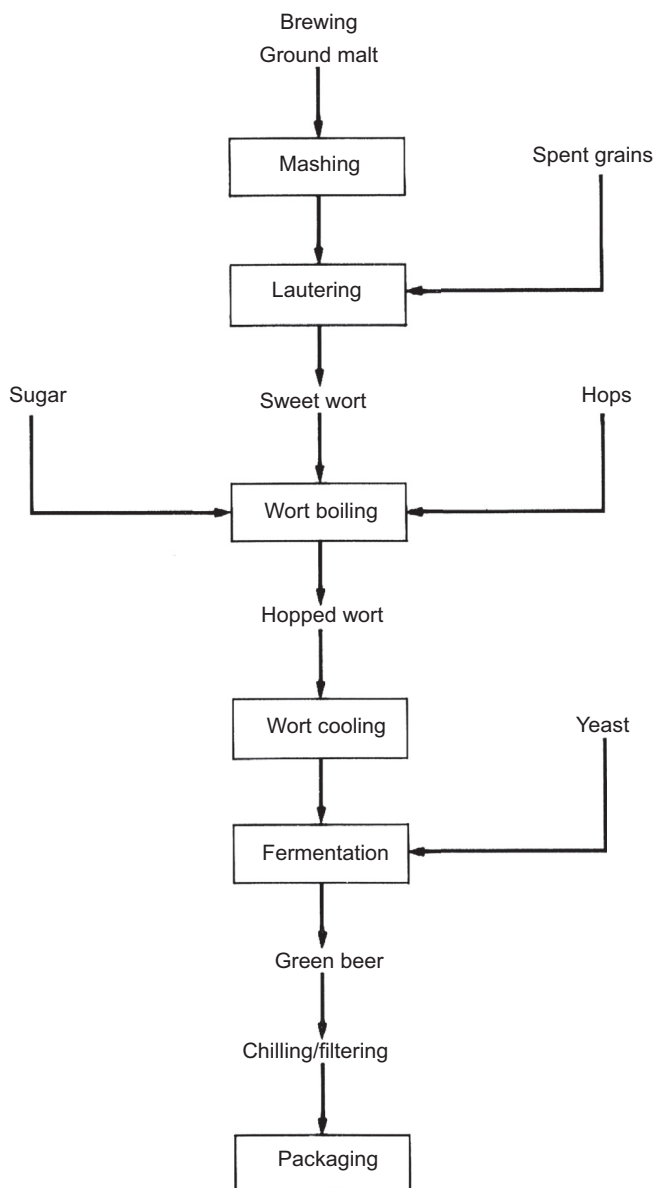 Brewing
Ground malt
Mashing
Spent grains
Lautering
Sugar
Sweet wort
Hops
Wort boiling
Hopped wort
Wort cooling
Yeast
Fermentation
Green beer
Chilling/filtering
Packaging